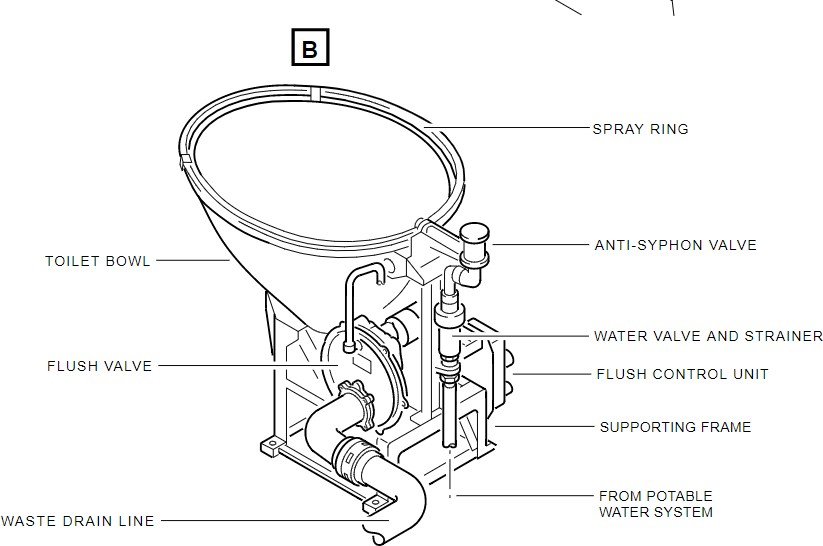 B
SPRAY RING
ANTI-SYPHON VALVE
TOILET BOWL
WATER VALVE AND STRAINER
FLUSH VALVE
FLUSH CONTROL UNIT
SUPPORTING FRAME
FROM POTABLE
WATER SYSTEM
WASTE DRAIN LINE